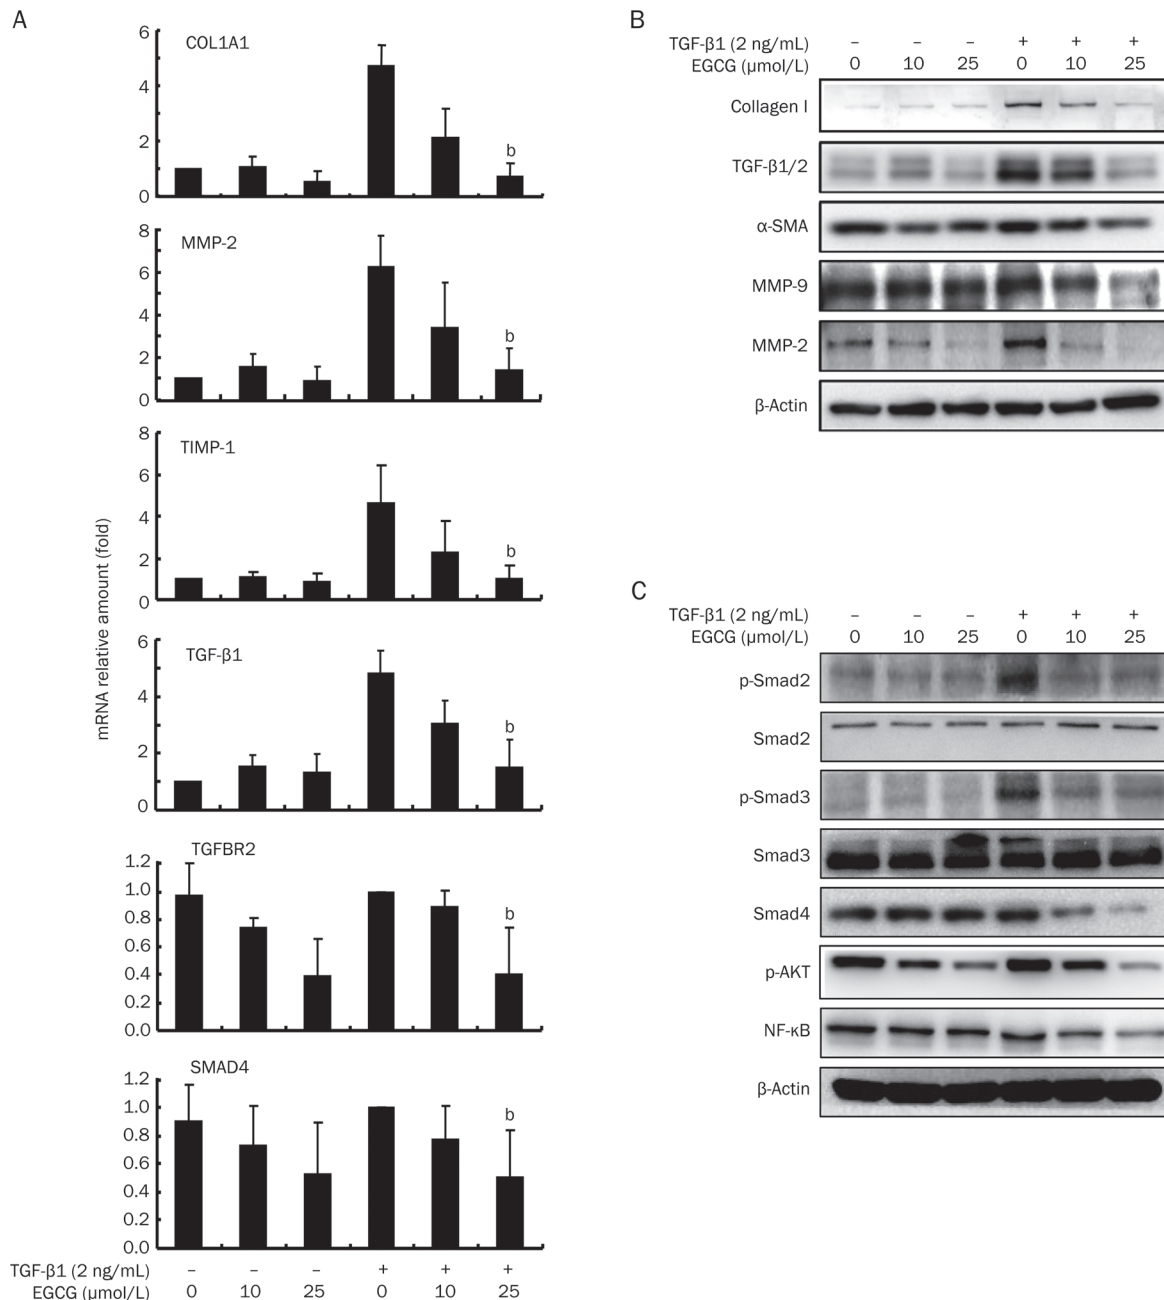 A
COL1A1
6
4
2
0
MMP-2
8
6
4
2
0
b
TIMP-1
8
6
4
2
0
b
TGF-β1
6
4
2
0
b
TGFBR2
1.2
1.0
0.8
0.6
0.4
0.2
0.0
b
SMAD4
1.2
1.0
0.8
0.6
0.4
0.2
0.0
b
b
mRNA relative amount (fold)
TGF-β1 (2 ng/mL) – – – + + +
EGCG (µmol/L) 0 10 25 0 10 25
B
TGF-β1 (2 ng/mL) – – – + + +
EGCG (µmol/L) 0 10 25 0 10 25
Collagen I
TGF-β1/2
α-SMA
MMP-9
MMP-2
β-Actin
C
TGF-β1 (2 ng/mL) – – – + + +
EGCG (µmol/L) 0 10 25 0 10 25
p-Smad2
Smad2
p-Smad3
Smad3
Smad4
p-AKT
NF-κB
β-Actin